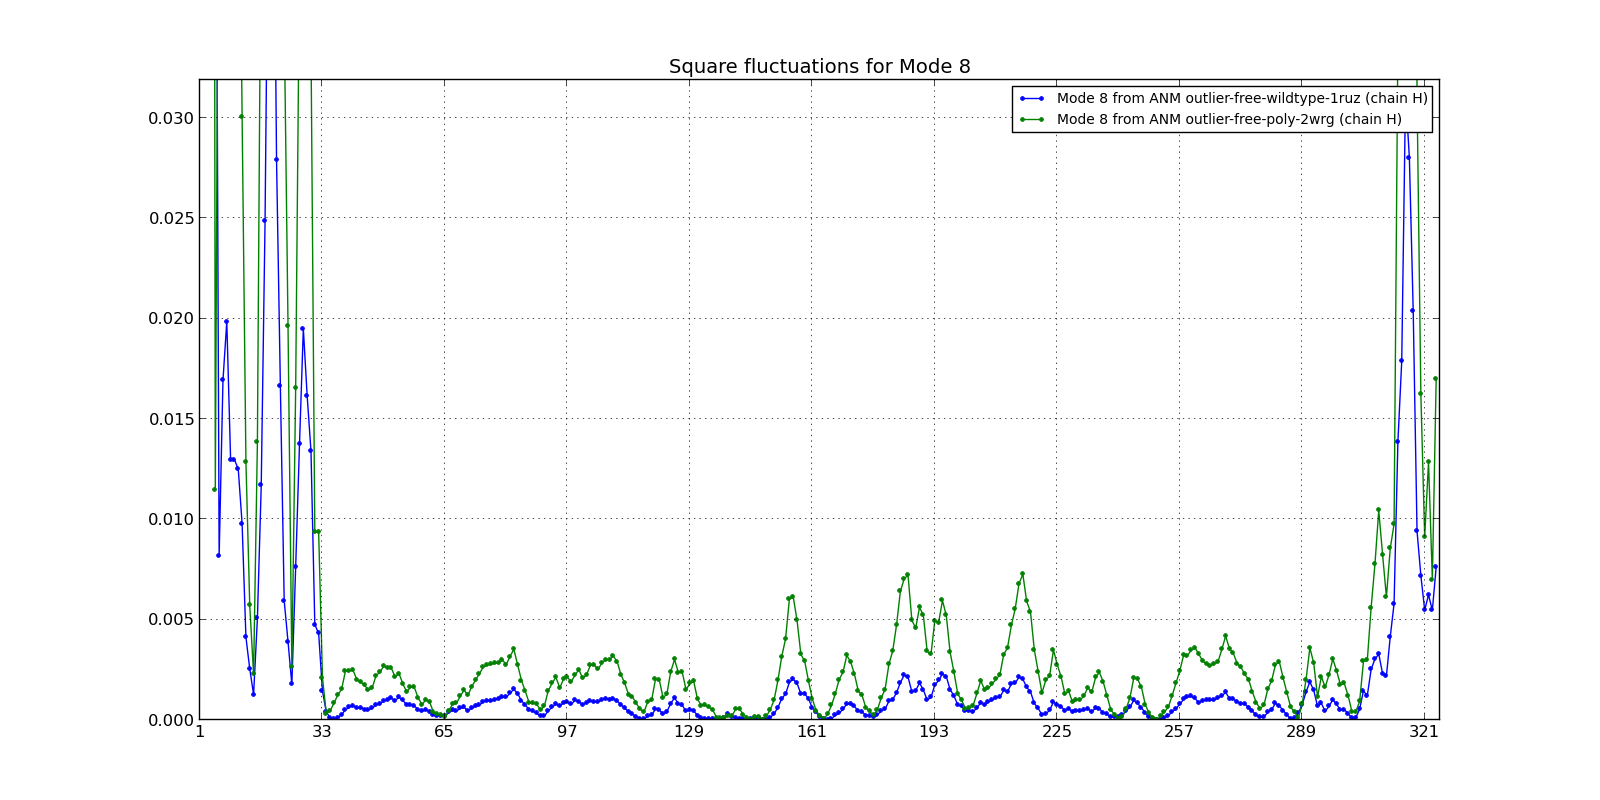 Square fluctuations for Mode 8
Mode 8 from ANM outlier-free-wildtype-1ruz (chain H)
Mode 8 from ANM outlier-free-poly-2wrg (chain H)
0.030
0.025
0.020
0.015
0.010
0.005
0.000
1 33 65 97 129 161 193 225 257 289 321